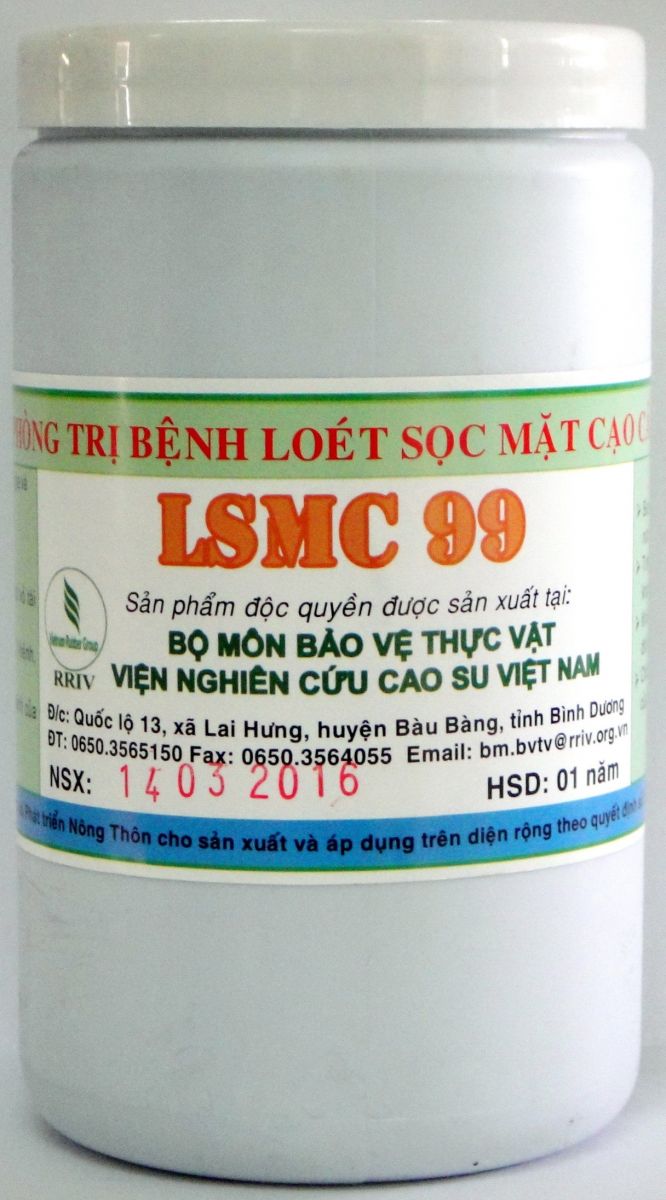 PHÒNG TRỊ BỆNH LOÉT SỌC MẶT CẠO
LSMC 99
Sản phẩm độc quyền được sản xuất tại:
Vietnam Rubber Group
RRIV
BỘ MÔN BẢO VỆ THỰC VẬT
VIỆN NGHIÊN CỨU CAO SU VIỆT NAM
Đ/c: Quốc lộ 13, xã Lai Hưng, huyện Bàu Bàng, tỉnh Bình Dương
ĐT: 0650.3565150 Fax: 0650.3564055 Email: bm.bvtv@rriv.org.vn
NSX: 14 03 2016
HSD: 01 năm
Phát triển Nông Thôn cho sản xuất và áp dụng trên diện rộng theo quyết định